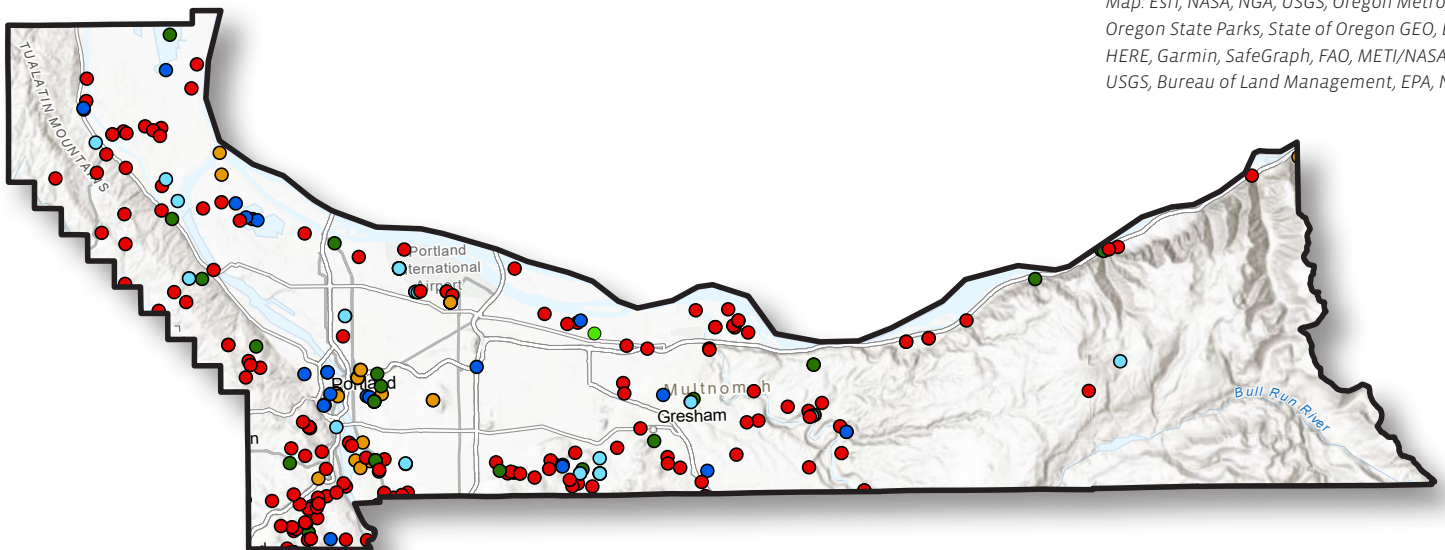 Map: Esri, NASA, NGA, USGS, Oregon Metro,
Oregon State Parks, State of Oregon GEO,
HERE, Garmin, SafeGraph, FAO, METI/NASA
USGS, Bureau of Land Management, EPA, N
TUALATIN MOUNTAINS
Portland
International
Airport
Portland
Multnomah
Gresham
Bull Run River
n